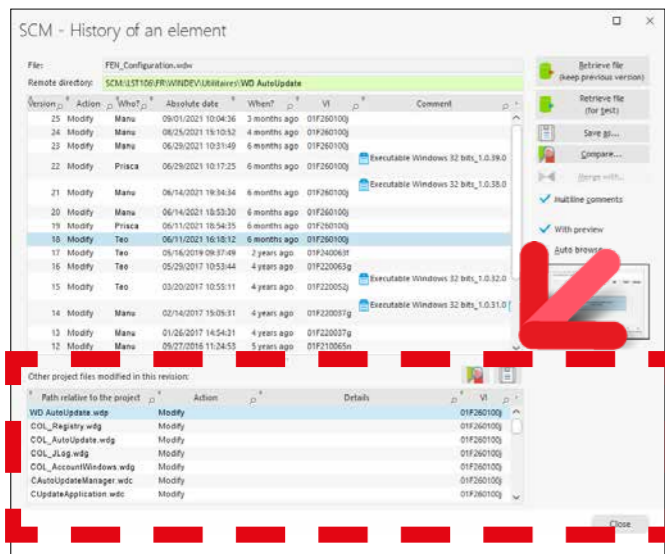 SCM - History of an element
File: FEN_Configuration.wdw
Remote directory: SCM:\LST106\FR\WINDEV\Utilitaires\WD AutoUpdate
Version Action Who? Absolute date When? VI Comment
25 Modify Manu 09/01/2021 10:04:36 3 months ago 01F260100j
24 Modify Manu 08/25/2021 15:10:52 4 months ago 01F260100j
23 Modify Manu 06/29/2021 10:31:49 6 months ago 01F260100j
22 Modify Prisca 06/29/2021 10:17:25 6 months ago 01F260100j Executable Windows 32 bits_1.0.39.0
21 Modify Manu 06/14/2021 19:34:34 6 months ago 01F260100j Executable Windows 32 bits_1.0.38.0
20 Modify Manu 06/14/2021 18:53:30 6 months ago 01F260100j
19 Modify Prisca 06/11/2021 18:54:35 6 months ago 01F260100j
18 Modify Teo 06/11/2021 16:18:12 6 months ago 01F260100j
17 Modify Teo 05/16/2019 09:37:49 2 years ago 01F240063f
16 Modify Teo 05/29/2017 10:53:44 4 years ago 01F220063g
15 Modify Teo 03/20/2017 10:55:11 4 years ago 01F220052j Executable Windows 32 bits_1.0.32.0
14 Modify Manu 02/14/2017 15:09:31 4 years ago 01F220037g Executable Windows 32 bits_1.0.31.0
13 Modify Manu 01/26/2017 14:54:21 4 years ago 01F220037g
12 Modify Manu 09/27/2016 11:24:53 5 years ago 01F210065n
Retrieve file
(keep previous version)
Retrieve file
(for test)
Save as...
Compare...
Merge with...
Multiline comments
With preview
Auto browse
Other project files modified in this revision:
Path relative to the project Action Details VI
WD AutoUpdate.wdp Modify 01F260100j
COL_Registry.wdg Modify 01F260100j
COL_AutoUpdate.wdg Modify 01F260100j
COL_JLog.wdg Modify 01F260100j
COL_AccountWindows.wdg Modify 01F260100j
CAutoUpdateManager.wdc Modify 01F260100j
CUpdateApplication.wdc Modify 01F260100j
Close